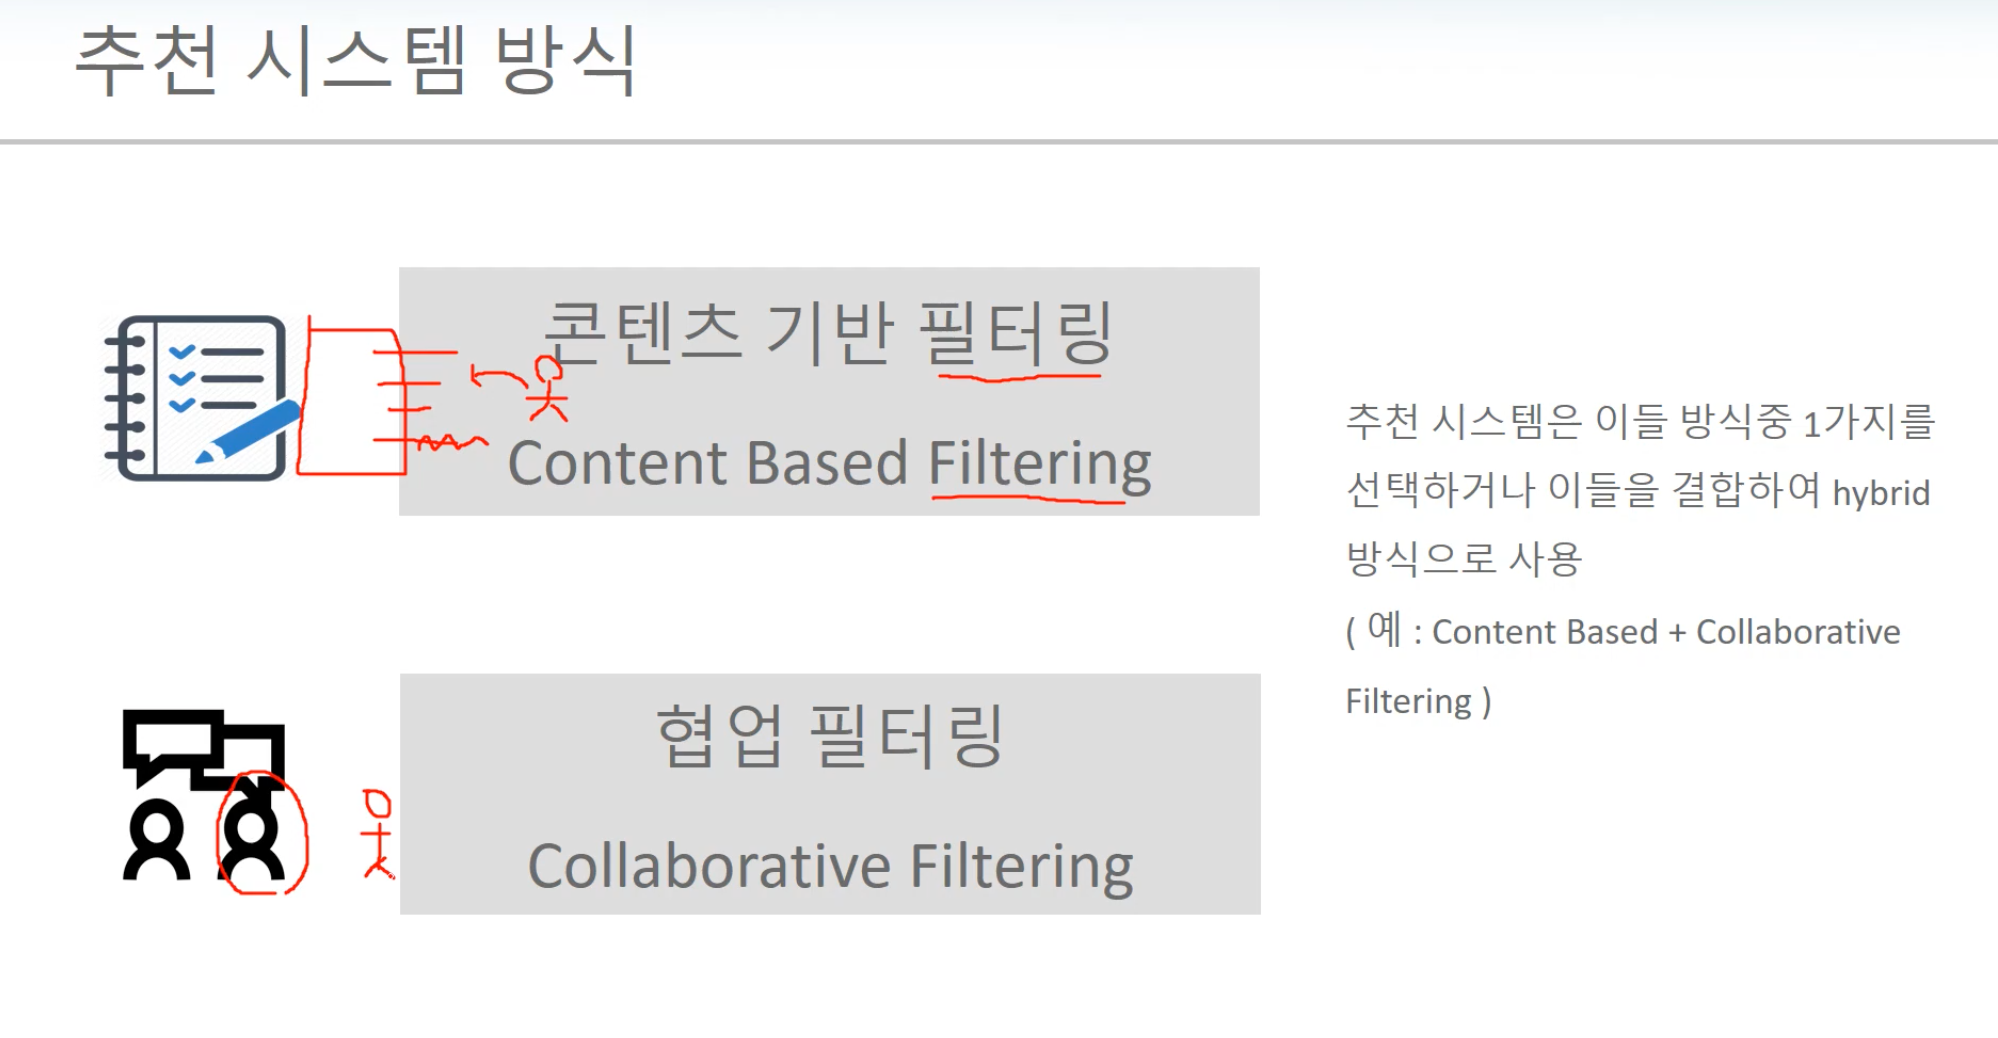 추천 시스템 방식
콘텐츠 기반 필터링
Content Based Filtering
추천 시스템은 이들 방식중 1가지를
선택하거나 이들을 결합하여 hybrid
방식으로 사용
( 예 : Content Based + Collaborative
Filtering )
협업 필터링
Collaborative Filtering